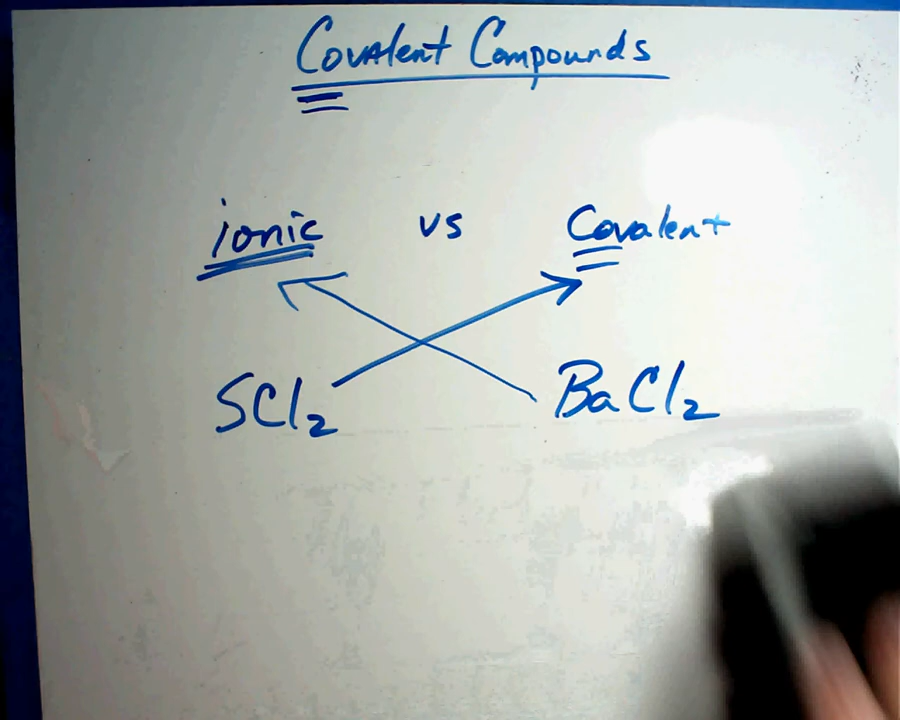 Covalent Compounds
ionic vs Covalent
SCl₂ BaCl₂